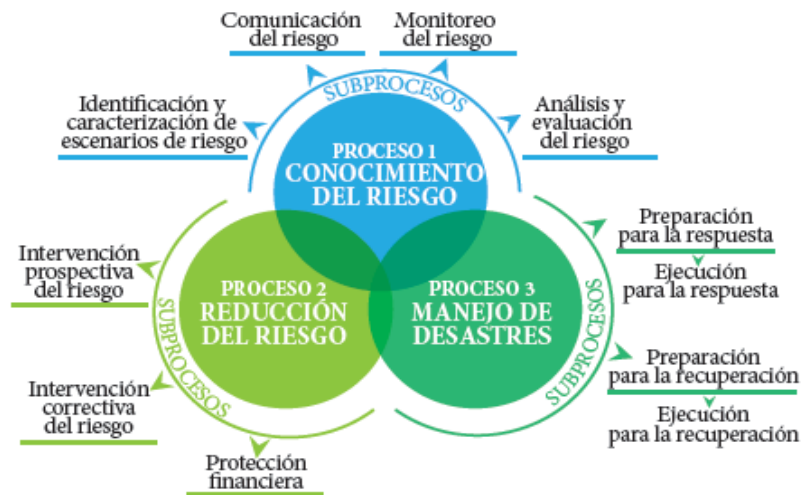 Comunicación
del riesgo
Monitoreo
del riesgo
Identificación y
caracterización de
escenarios de riesgo
SUBPROCESOS
Análisis y
evaluación
del riesgo
PROCESO 1
CONOCIMIENTO
DEL RIESGO
Intervención
prospectiva
del riesgo
SUBPROCESOS
Intervención
correctiva
del riesgo
Protección
financiera
PROCESO 2
REDUCCIÓN
DEL RIESGO
PROCESO 3
MANEJO DE
DESASTRES
SUBPROCESOS
Preparación
para la respuesta
Ejecución
para la respuesta
Preparación
para la recuperación
Ejecución
para la recuperación